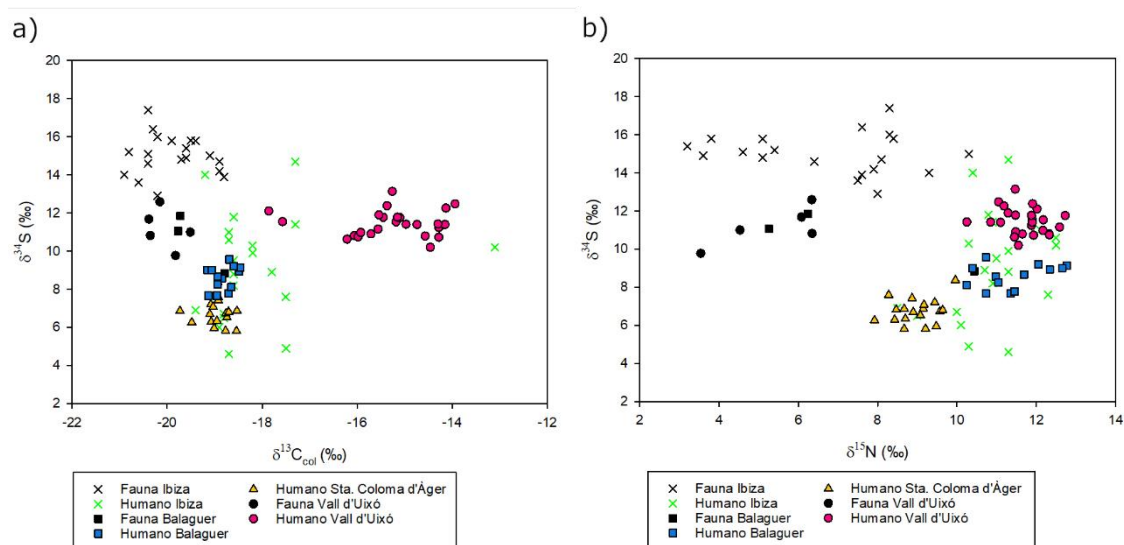 a)
20
18
16
14
12
10
8
6
4
2
δ³⁴S (‰)
-22 -20 -18 -16 -14 -12
δ¹³C_col (‰)
Fauna Ibiza
Humano Ibiza
Fauna Balaguer
Humano Balaguer
Humano Sta. Coloma d'Àger
Fauna Vall d'Uixó
Humano Vall d'Uixó
b)
20
18
16
14
12
10
8
6
4
2
δ³⁴S (‰)
2 4 6 8 10 12 14
δ¹⁵N (‰)
Fauna Ibiza
Humano Ibiza
Fauna Balaguer
Humano Balaguer
Humano Sta. Coloma d'Àger
Fauna Vall d'Uixó
Humano Vall d'Uixó